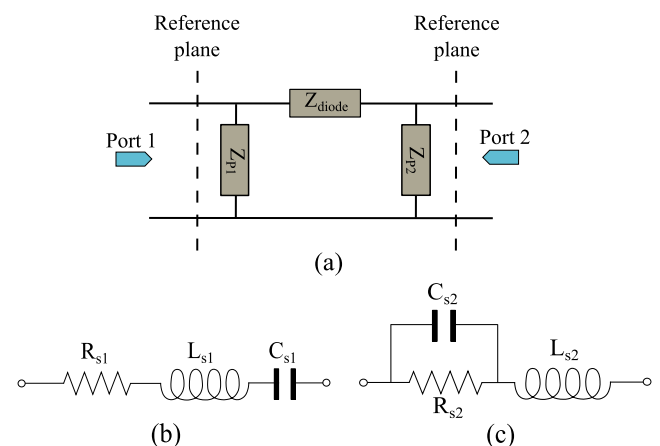 Reference
plane
Reference
plane
Z_diode
Port 1
Port 2
Z_P1
Z_P2
(a)
C_s2
R_s1
L_s1
C_s1
L_s2
R_s2
(b)
(c)